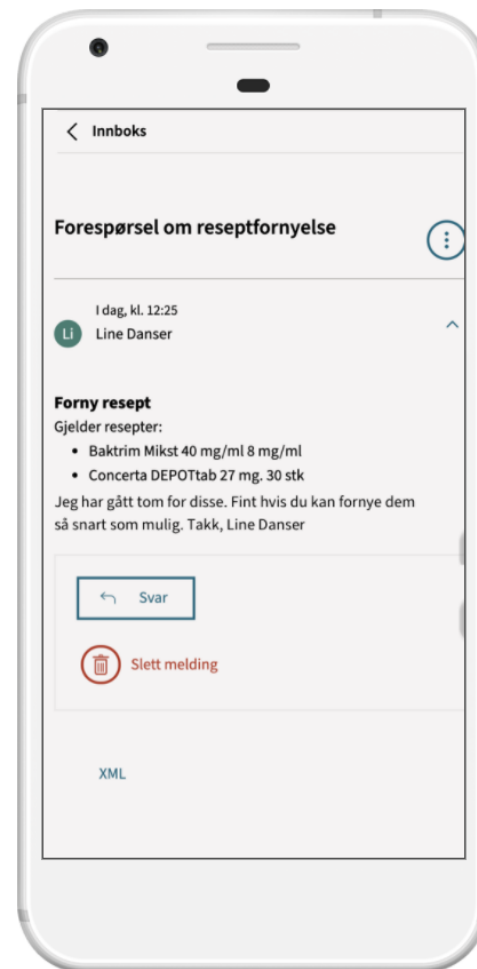 Innboks
Forespørsel om reseptfornyelse
I dag, kl. 12:25
Li
Line Danser
Forny resept
Gjelder resepter:
• Baktrim Mikst 40 mg/ml 8 mg/ml
• Concerta DEPOTtab 27 mg. 30 stk
Jeg har gått tom for disse. Fint hvis du kan fornye dem
så snart som mulig. Takk, Line Danser
Svar
Slett melding
XML